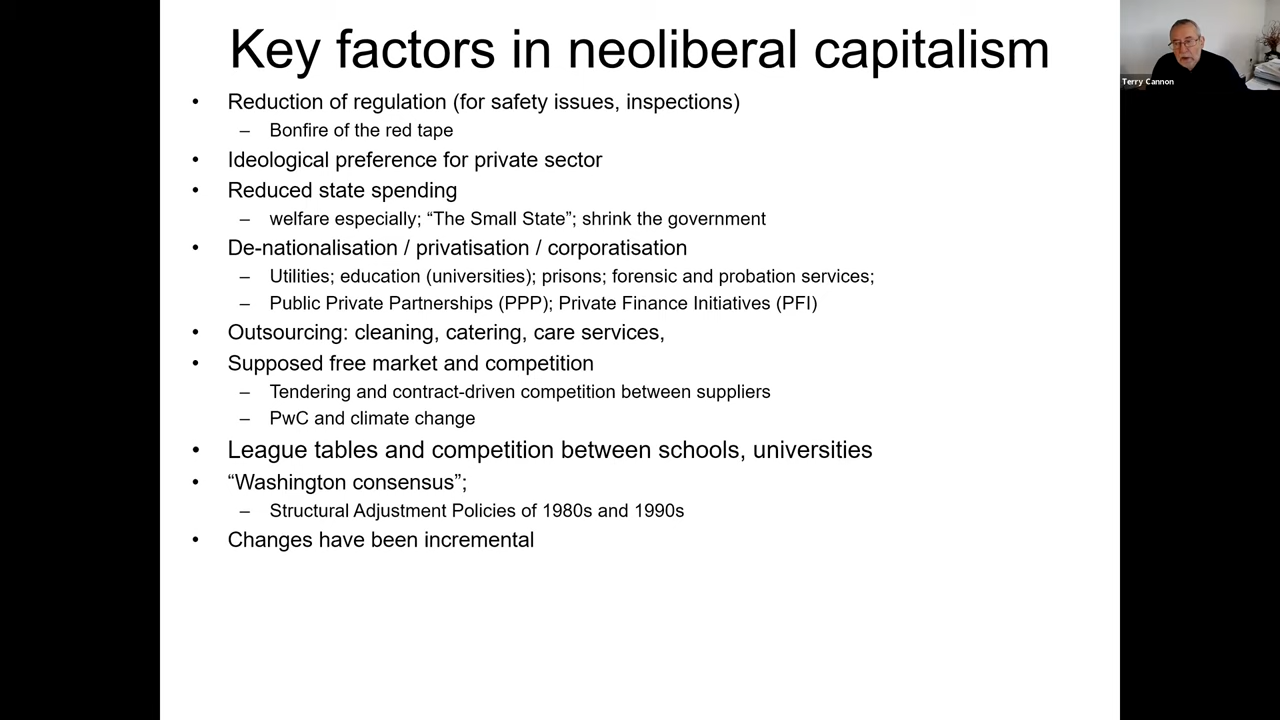 Key factors in neoliberal capitalism
Terry Cannon
• Reduction of regulation (for safety issues, inspections)
– Bonfire of the red tape
• Ideological preference for private sector
• Reduced state spending
– welfare especially; “The Small State”; shrink the government
• De-nationalisation / privatisation / corporatisation
– Utilities; education (universities); prisons; forensic and probation services;
– Public Private Partnerships (PPP); Private Finance Initiatives (PFI)
• Outsourcing: cleaning, catering, care services,
• Supposed free market and competition
– Tendering and contract-driven competition between suppliers
– PwC and climate change
• League tables and competition between schools, universities
• “Washington consensus”;
– Structural Adjustment Policies of 1980s and 1990s
• Changes have been incremental